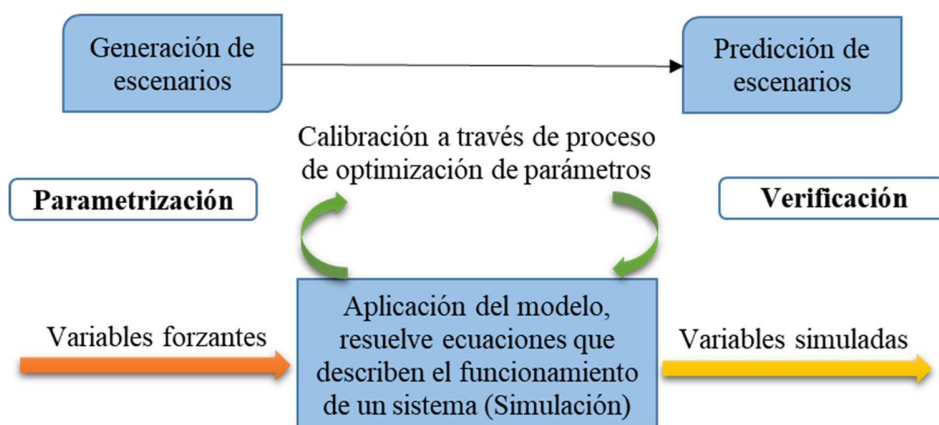 Generación de
escenarios
Predicción de
escenarios
Calibración a través de proceso
de optimización de parámetros
Parametrización
Verificación
Variables forzantes
Aplicación del modelo,
resuelve ecuaciones que
describen el funcionamiento
de un sistema (Simulación)
Variables simuladas